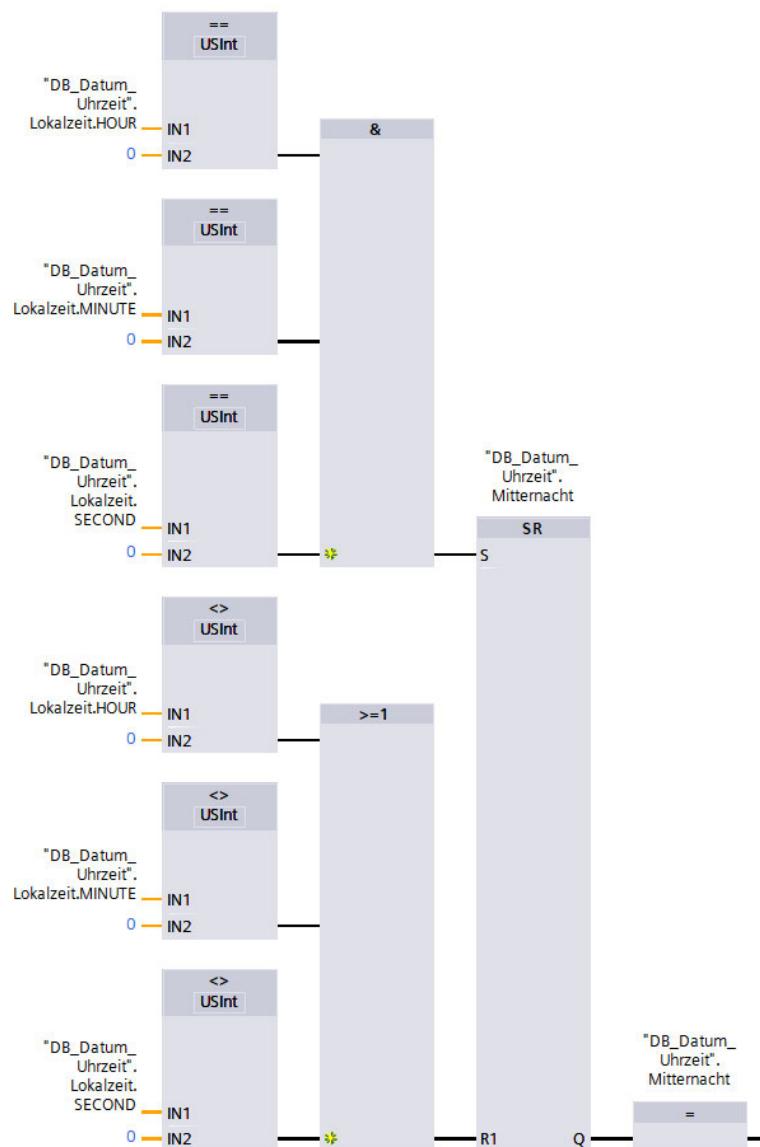 ==
USInt
"DB_Datum_
Uhrzeit".
Lokalzeit.HOUR
IN1
0
IN2
&
==
USInt
"DB_Datum_
Uhrzeit".
Lokalzeit.MINUTE
IN1
0
IN2
==
USInt
"DB_Datum_
Uhrzeit".
Lokalzeit.
SECOND
IN1
0
IN2
"DB_Datum_
Uhrzeit".
Mitternacht
SR
S
<>
USInt
"DB_Datum_
Uhrzeit".
Lokalzeit.HOUR
IN1
0
IN2
>=1
<>
USInt
"DB_Datum_
Uhrzeit".
Lokalzeit.MINUTE
IN1
0
IN2
<>
USInt
"DB_Datum_
Uhrzeit".
Lokalzeit.
SECOND
IN1
0
IN2
R1
Q
"DB_Datum_
Uhrzeit".
Mitternacht
=